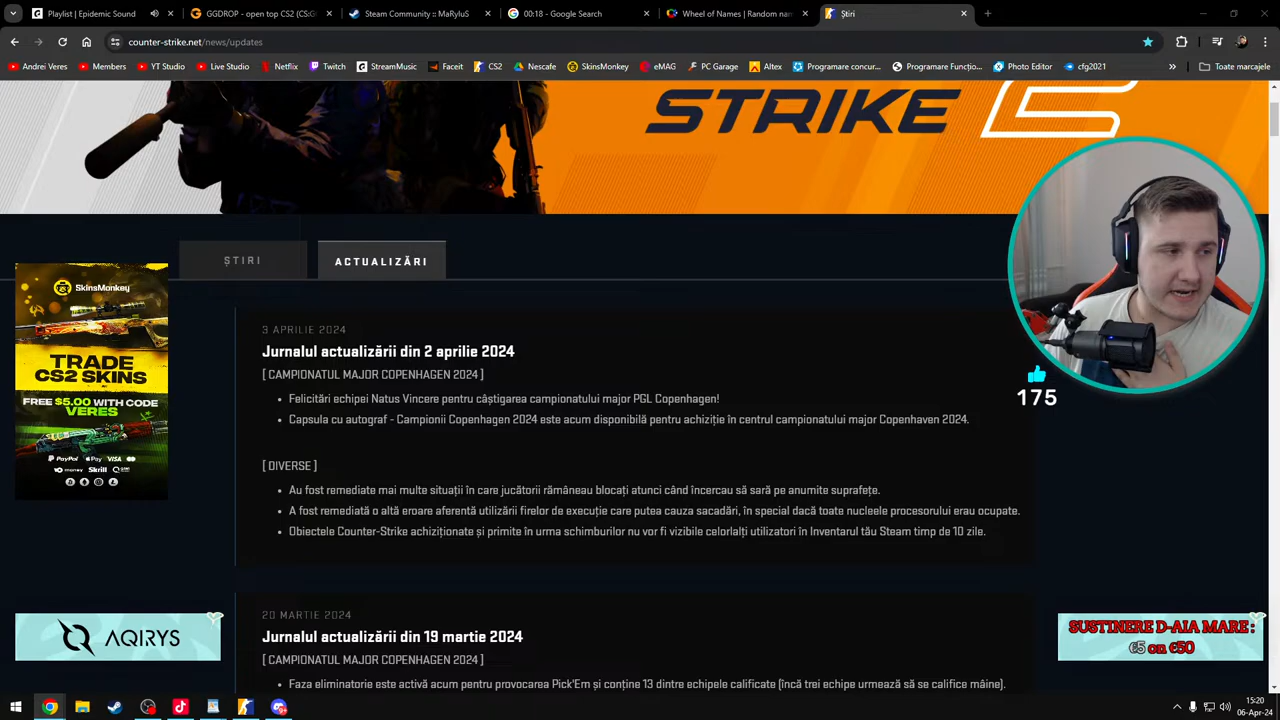 Playlist | Epidemic Sound
GGDROP - open top CS2 (CS:G
Steam Community :: MaRyluS
00:18 - Google Search
Wheel of Names | Random nam
Știri
counter-strike.net/news/updates
Andrei Veres
Members
YT Studio
Live Studio
Netflix
Twitch
StreamMusic
Faceit
CS2
Nescafe
SkinsMonkey
eMAG
PC Garage
Altex
Programare concur...
Programare Funcțio...
Photo Editor
cfg2021
Toate marcajele
STRIKE 2
ȘTIRI
ACTUALIZĂRI
SkinsMonkey
TRADE
CS2 SKINS
FREE $5.00 WITH CODE
VERES
PayPal
Pay
VISA
money
Skrill
3 APRILIE 2024
Jurnalul actualizării din 2 aprilie 2024
[ CAMPIONATUL MAJOR COPENHAGEN 2024 ]
Felicitări echipei Natus Vincere pentru câștigarea campionatului major PGL Copenhagen!
Capsula cu autograf - Campionii Copenhagen 2024 este acum disponibilă pentru achiziție în centrul campionatului major Copenhaven 2024.
[ DIVERSE ]
Au fost remediate mai multe situații în care jucătorii rămâneau blocați atunci când încercau să sară pe anumite suprafețe.
A fost remediată o altă eroare aferentă utilizării firelor de execuție care putea cauza sacadări, în special dacă toate nucleele procesorului erau ocupate.
Obiectele Counter-Strike achiziționate și primite în urma schimburilor nu vor fi vizibile celorlalți utilizatori în Inventarul tău Steam timp de 10 zile.
175
20 MARTIE 2024
Jurnalul actualizării din 19 martie 2024
[ CAMPIONATUL MAJOR COPENHAGEN 2024 ]
Faza eliminatorie este activă acum pentru provocarea Pick'Em și conține 13 dintre echipele calificate (încă trei echipe urmează să se califice mâine).
AQIRYS
SUSTINERE D-AIA MARE :
€5 on €50
15:20
06-Apr-24